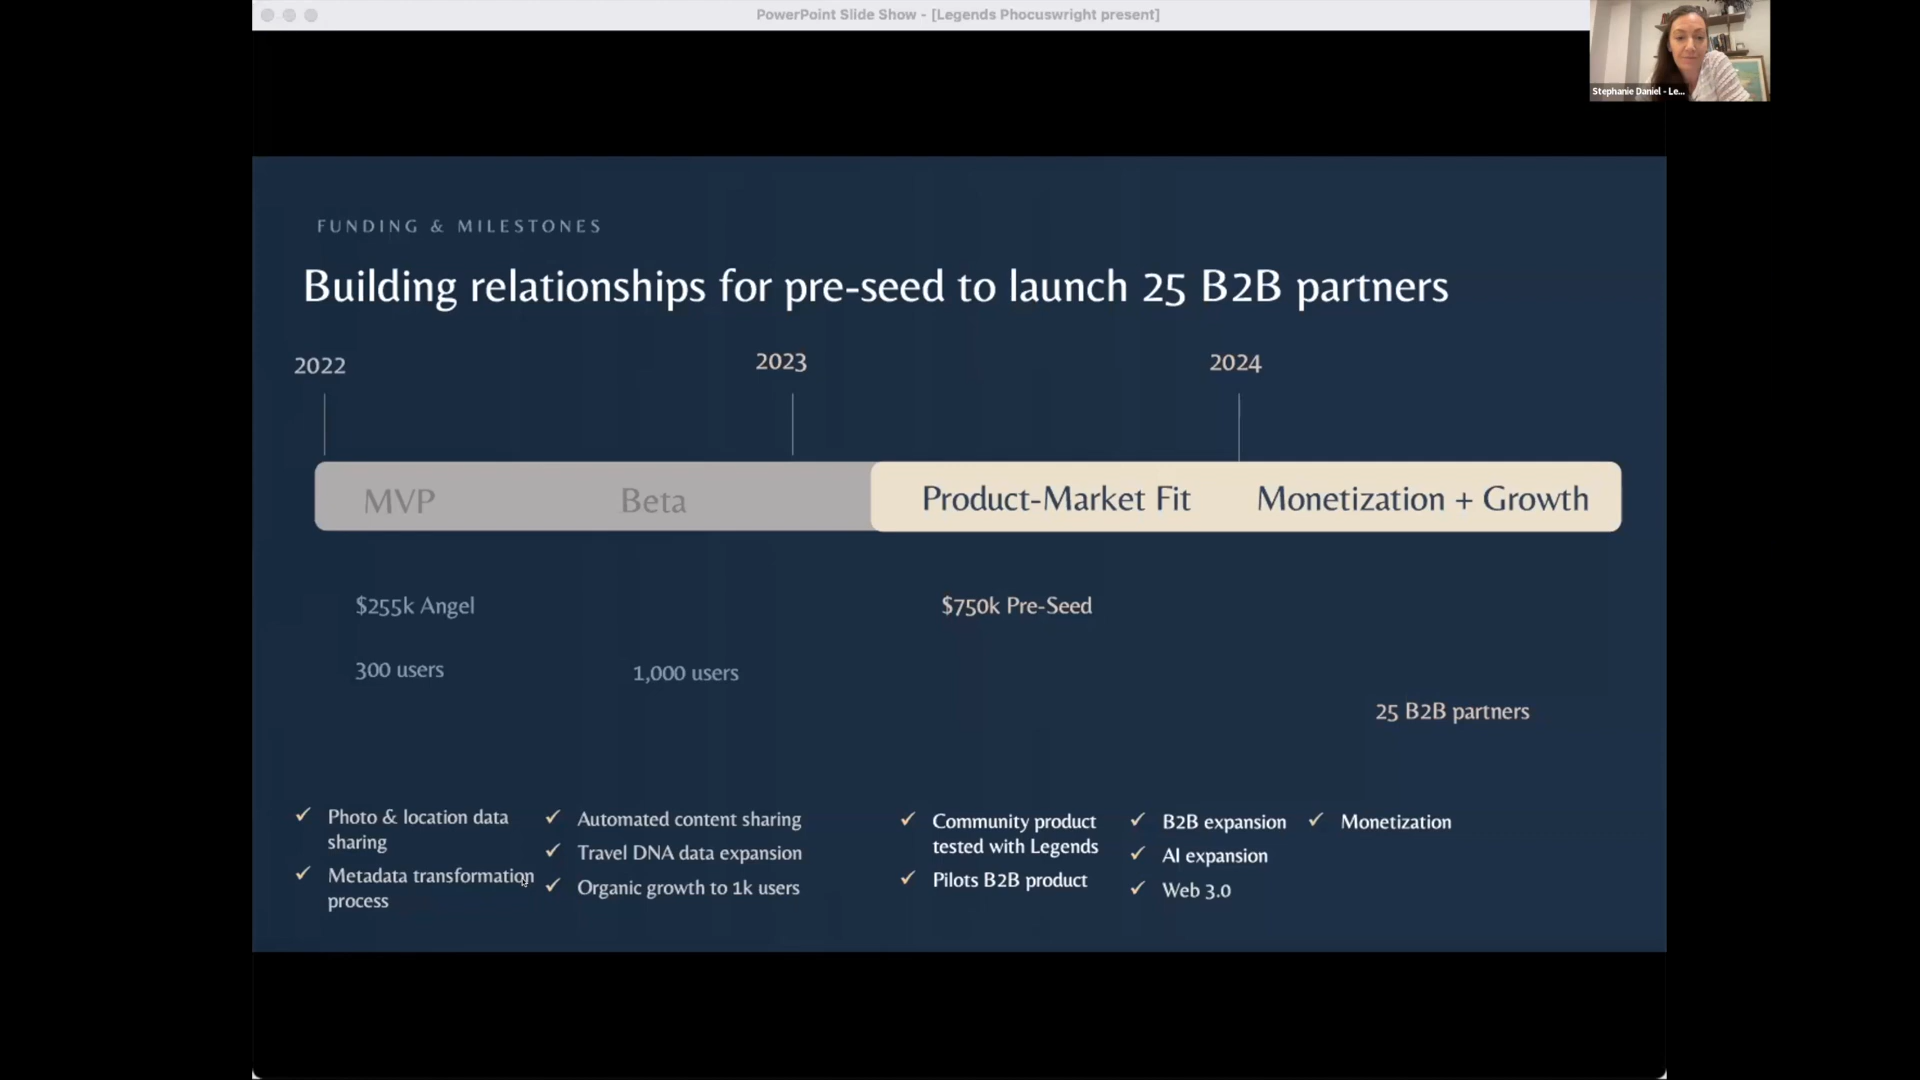 PowerPoint Slide Show - [Legends Phocuswright present]
Stephanie Daniel - Le...
FUNDING & MILESTONES
Building relationships for pre-seed to launch 25 B2B partners
2022
2023
2024
MVP
Beta
Product-Market Fit
Monetization + Growth
$255k Angel
$750k Pre-Seed
300 users
1,000 users
25 B2B partners
✓ Photo & location data
sharing
✓ Metadata transformation
process
✓ Automated content sharing
✓ Travel DNA data expansion
✓ Organic growth to 1k users
✓ Community product
tested with Legends
✓ Pilots B2B product
✓ B2B expansion
✓ AI expansion
✓ Web 3.0
✓ Monetization